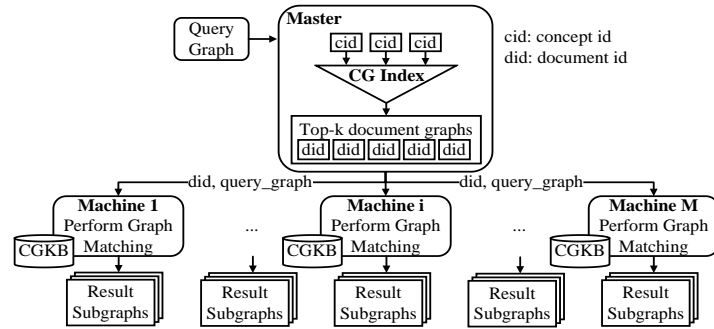 Master
Query
Graph
cid cid cid
cid: concept id
did: document id
CG Index
Top-k document graphs
did did did did did
did, query_graph
did, query_graph
Machine 1
Perform Graph
Matching
CGKB
...
Machine i
Perform Graph
Matching
CGKB
...
Machine M
Perform Graph
Matching
CGKB
Result
Subgraphs
Result
Subgraphs
Result
Subgraphs
Result
Subgraphs
Result
Subgraphs